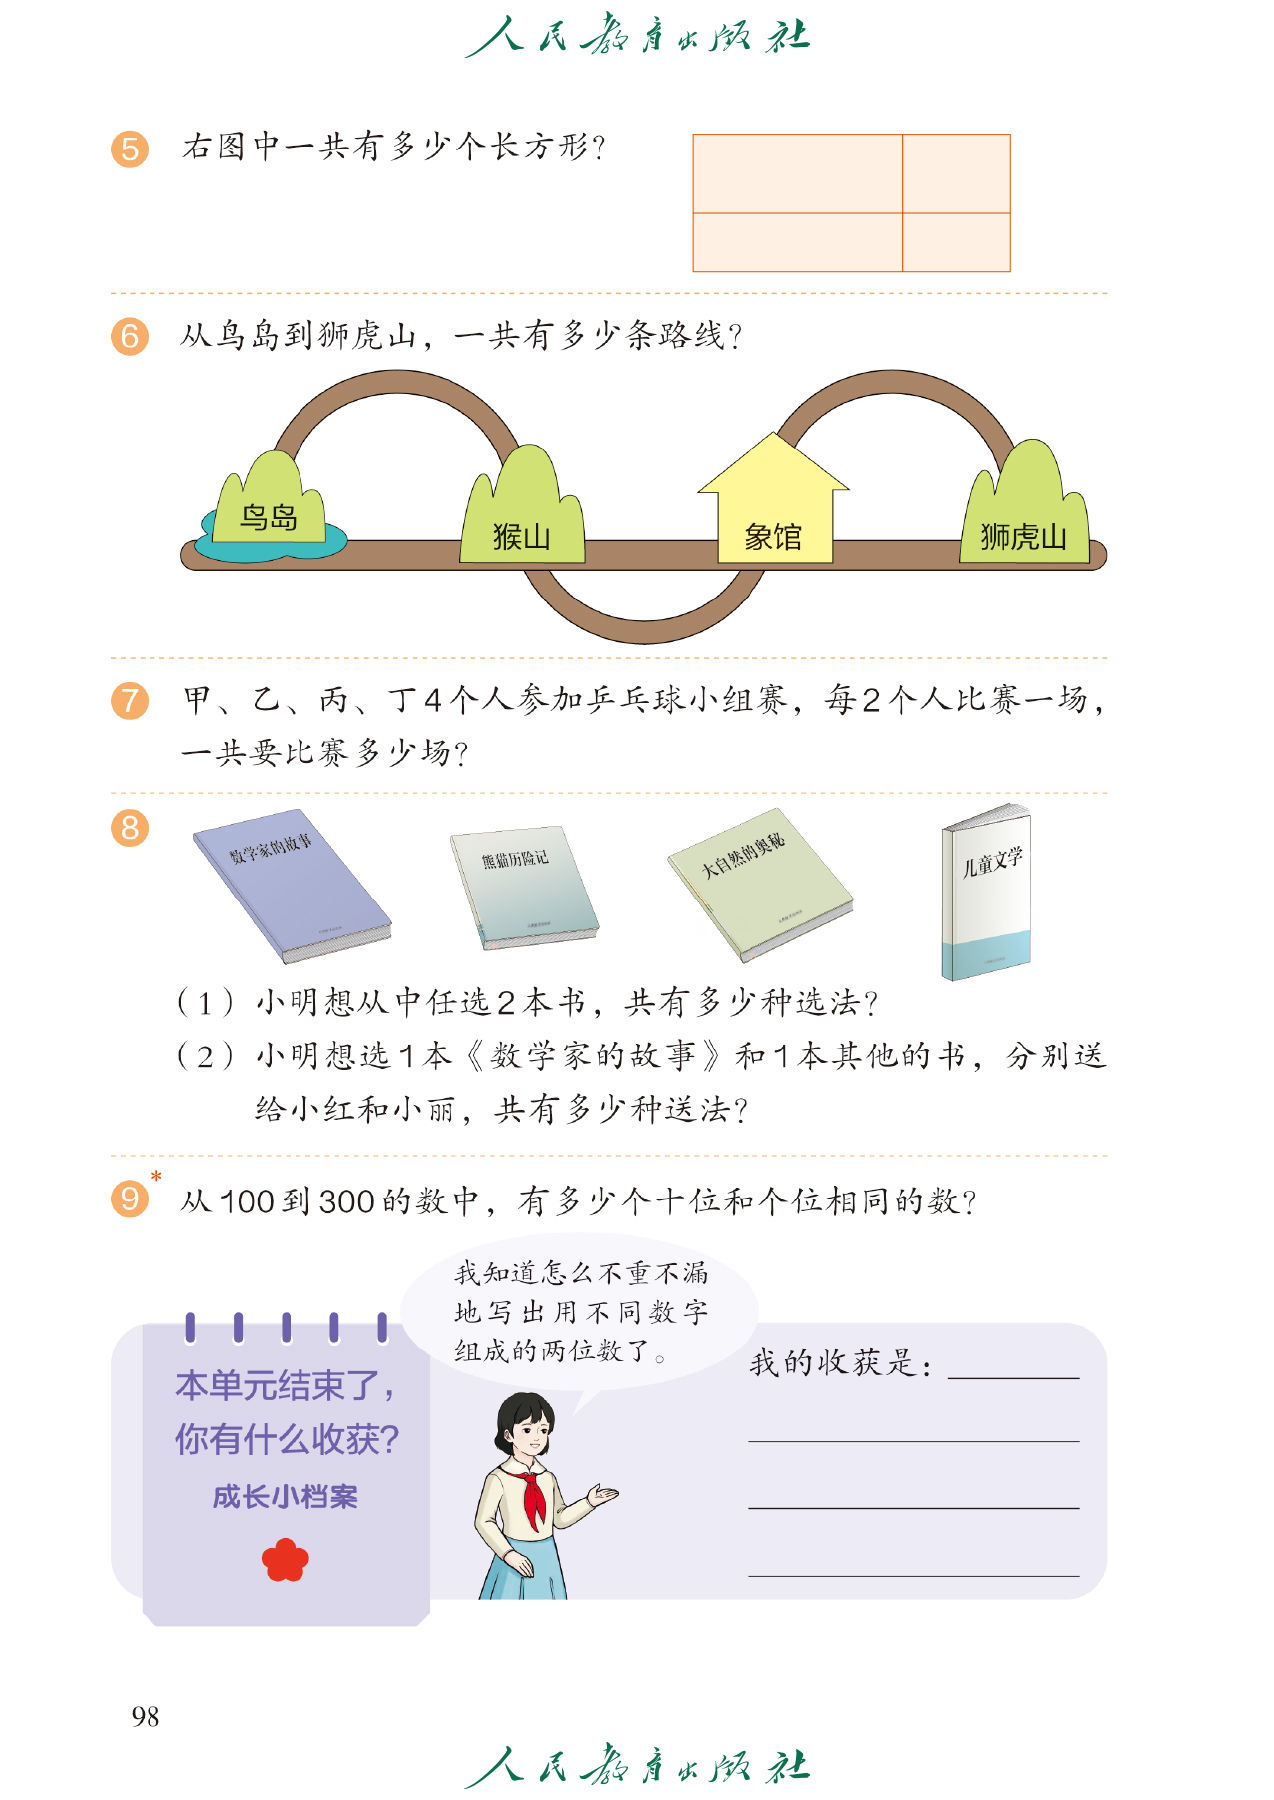 人民教育出版社
5 右图中一共有多少个长方形？
6 从鸟岛到狮虎山，一共有多少条路线？
鸟岛
猴山
象馆
狮虎山
7 甲、乙、丙、丁4个人参加乒乓球小组赛，每2个人比赛一场，
一共要比赛多少场？
8
数学家的故事
熊猫历险记
大自然的奥秘
儿童文学
（1）小明想从中任选2本书，共有多少种选法？
（2）小明想选1本《数学家的故事》和1本其他的书，分别送
给小红和小丽，共有多少种送法？
9* 从100到300的数中，有多少个十位和个位相同的数？
我知道怎么不重不漏
地写出用不同数字
组成的两位数了。
本单元结束了，
你有什么收获？
成长小档案
我的收获是：
98
人民教育出版社